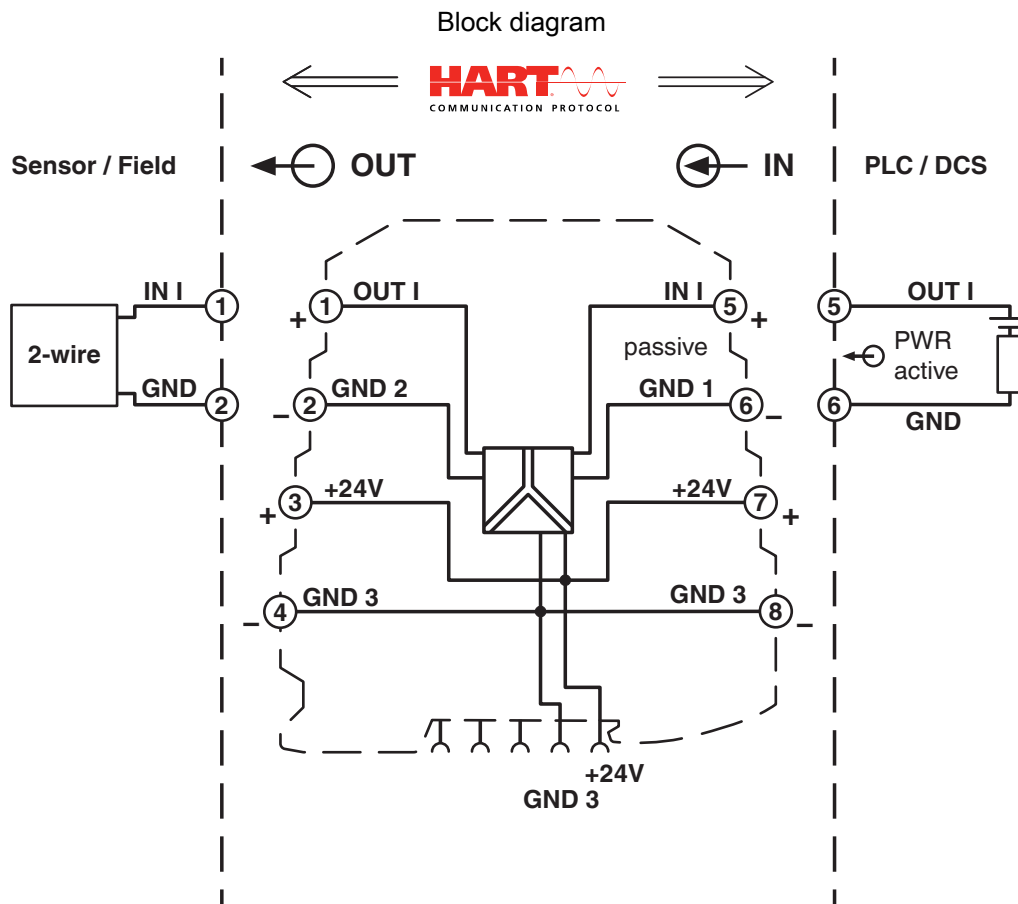 Block diagram
HART
COMMUNICATION PROTOCOL
Sensor / Field
OUT
IN
PLC / DCS
IN I
1
1
OUT I
IN I
5
5
OUT I
+
+
2-wire
passive
PWR
active
GND
2
–
2
GND 2
GND 1
6
–
6
GND
+
3
+24V
+24V
7
+
–
4
GND 3
GND 3
8
–
+24V
GND 3